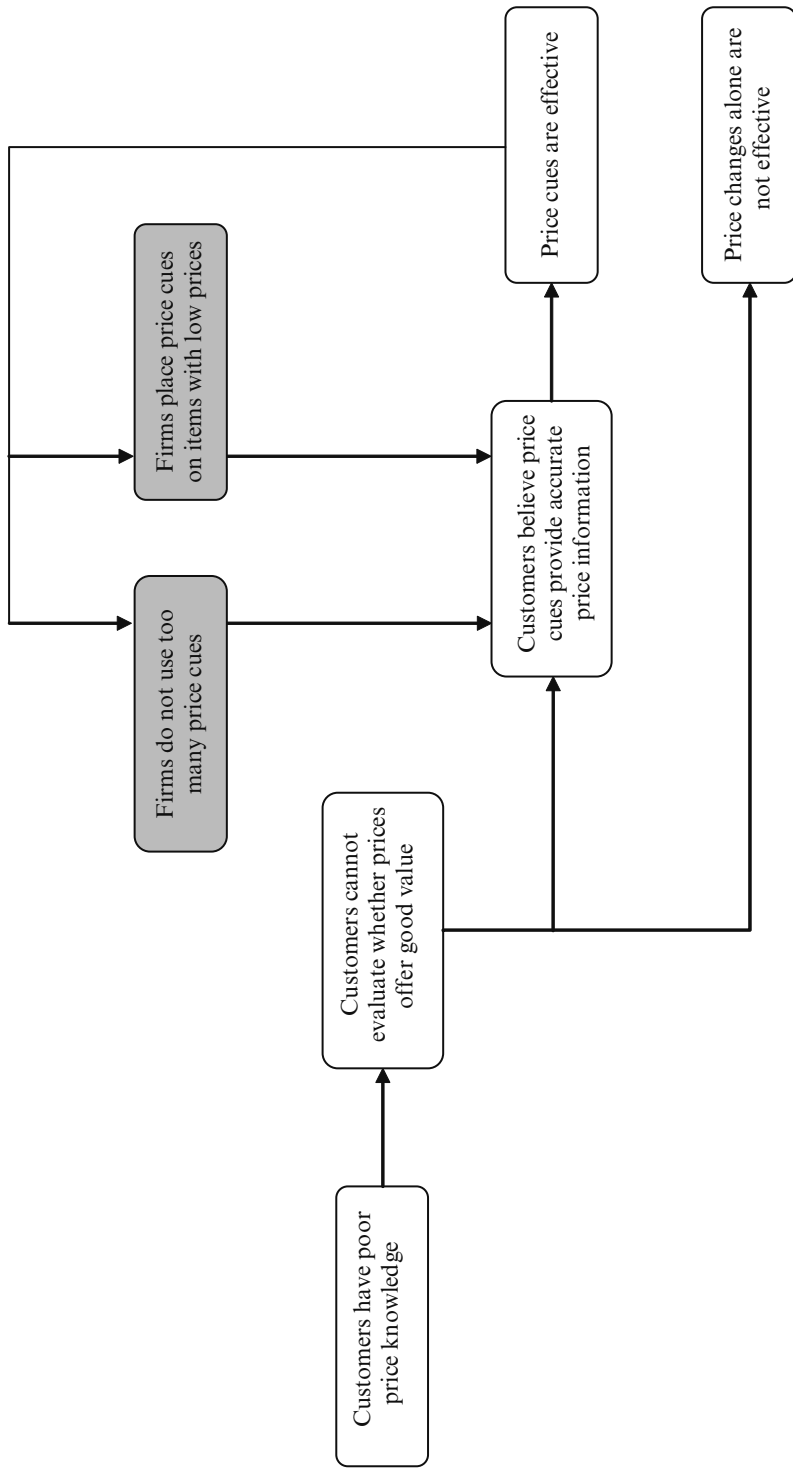 Customers have poor
price knowledge
Customers cannot
evaluate whether prices
offer good value
Firms do not use too
many price cues
Firms place price cues
on items with low prices
Customers believe price
cues provide accurate
price information
Price cues are effective
Price changes alone are
not effective